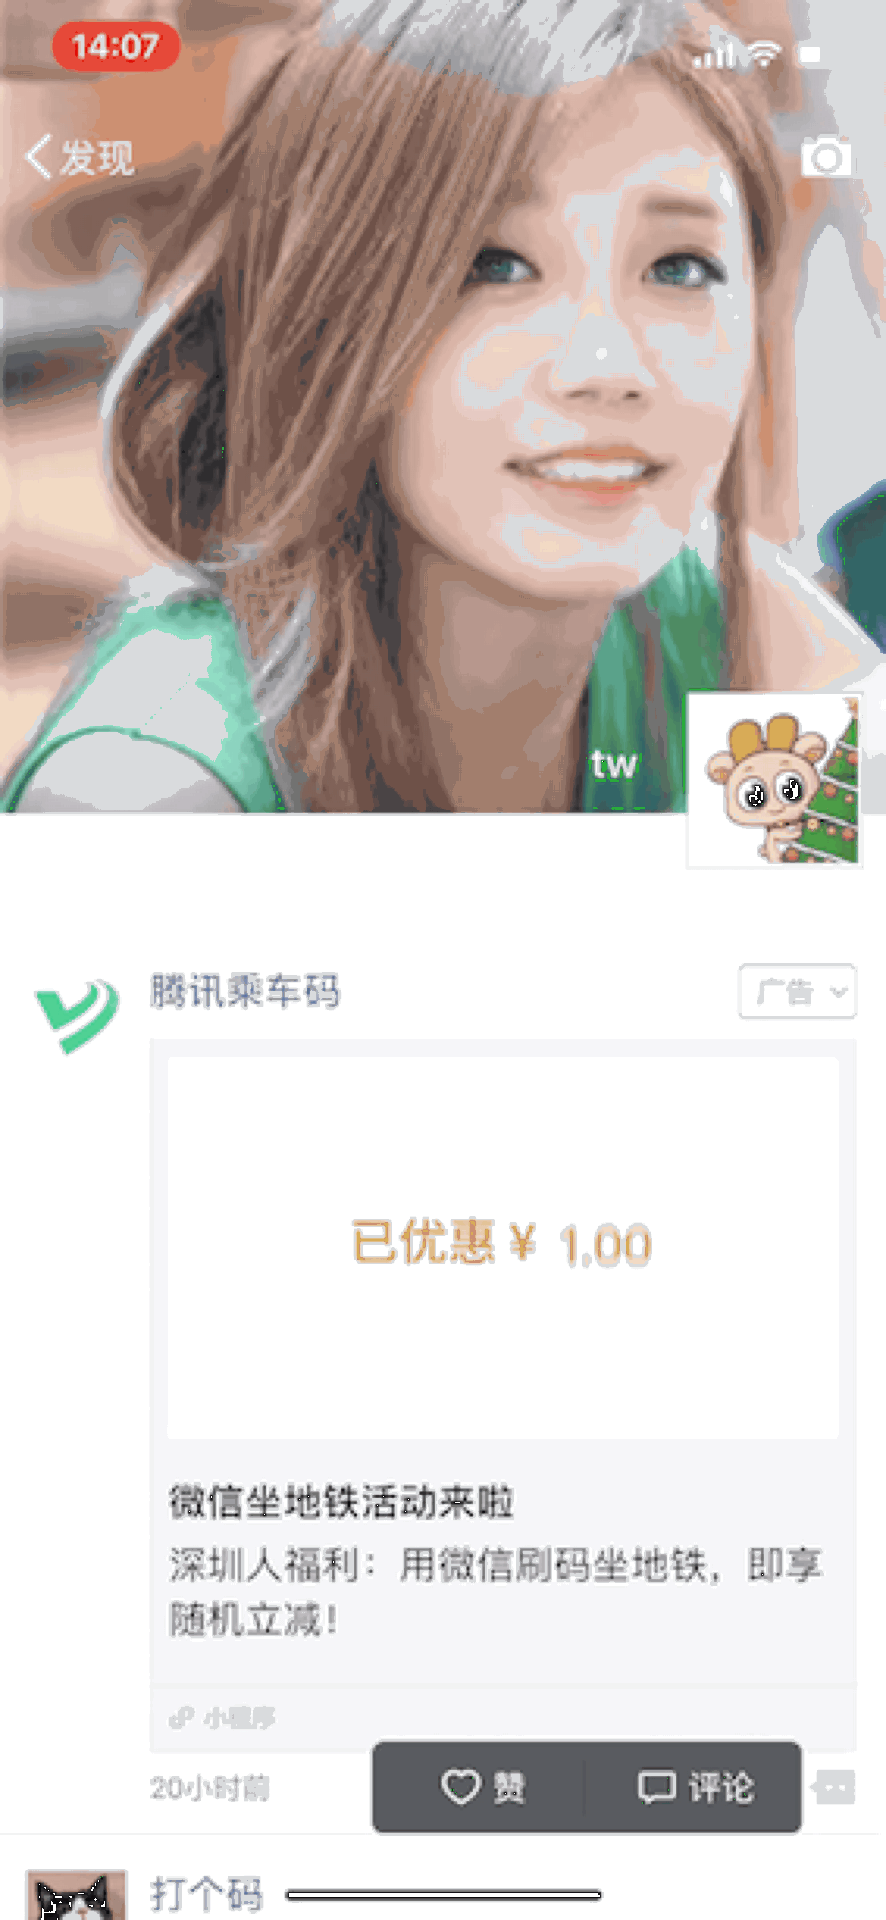 14:07
发现
tw
腾讯乘车码
广告
已优惠 ¥ 1.00
微信坐地铁活动来啦
深圳人福利：用微信刷码坐地铁，即享
随机立减！
小程序
20小时前
赞
评论
打个码